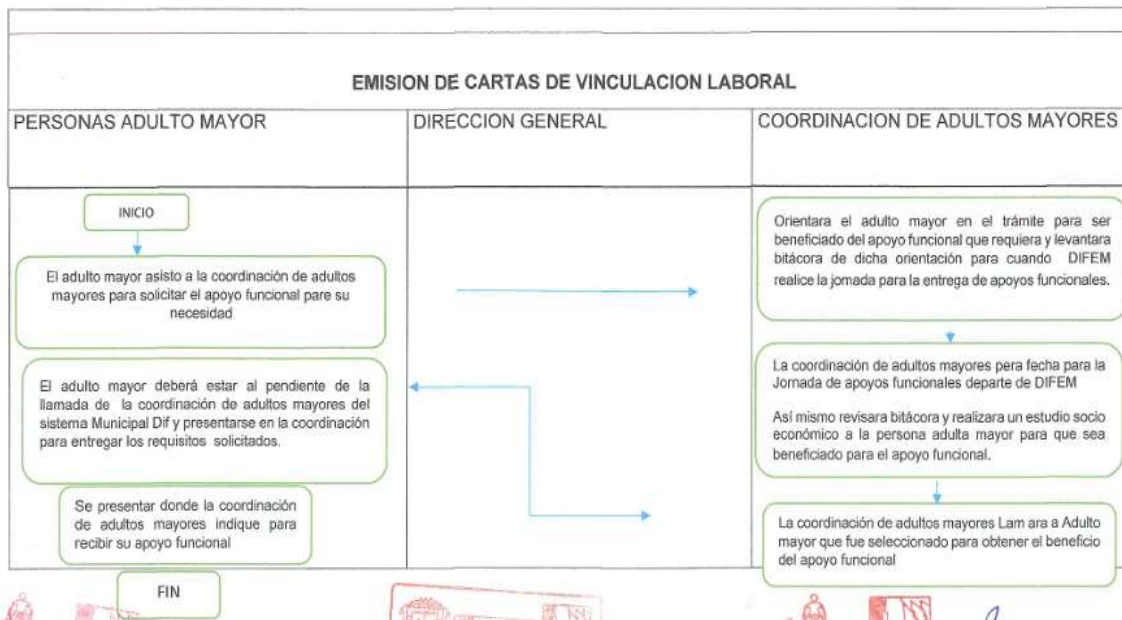 EMISION DE CARTAS DE VINCULACION LABORAL
PERSONAS ADULTO MAYOR
DIRECCION GENERAL
COORDINACION DE ADULTOS MAYORES
INICIO
El adulto mayor asisto a la coordinación de adultos
mayores para solicitar el apoyo funcional pare su
necesidad
El adulto mayor deberá estar al pendiente de la
llamada de la coordinación de adultos mayores del
sistema Municipal Dif y presentarse en la coordinación
para entregar los requisitos solicitados.
Se presentar donde la coordinación
de adultos mayores indique para
recibir su apoyo funcional
FIN
Orientara el adulto mayor en el trámite para ser
beneficiado del apoyo funcional que requiera y levantara
bitácora de dicha orientación para cuando DIFEM
realice la jornada para la entrega de apoyos funcionales.
La coordinación de adultos mayores pera fecha para la
Jornada de apoyos funcionales departe de DIFEM
Así mismo revisara bitácora y realizara un estudio socio
económico a la persona adulta mayor para que sea
beneficiado para el apoyo funcional.
La coordinación de adultos mayores Lam ara a Adulto
mayor que fue seleccionado para obtener el beneficio
del apoyo funcional